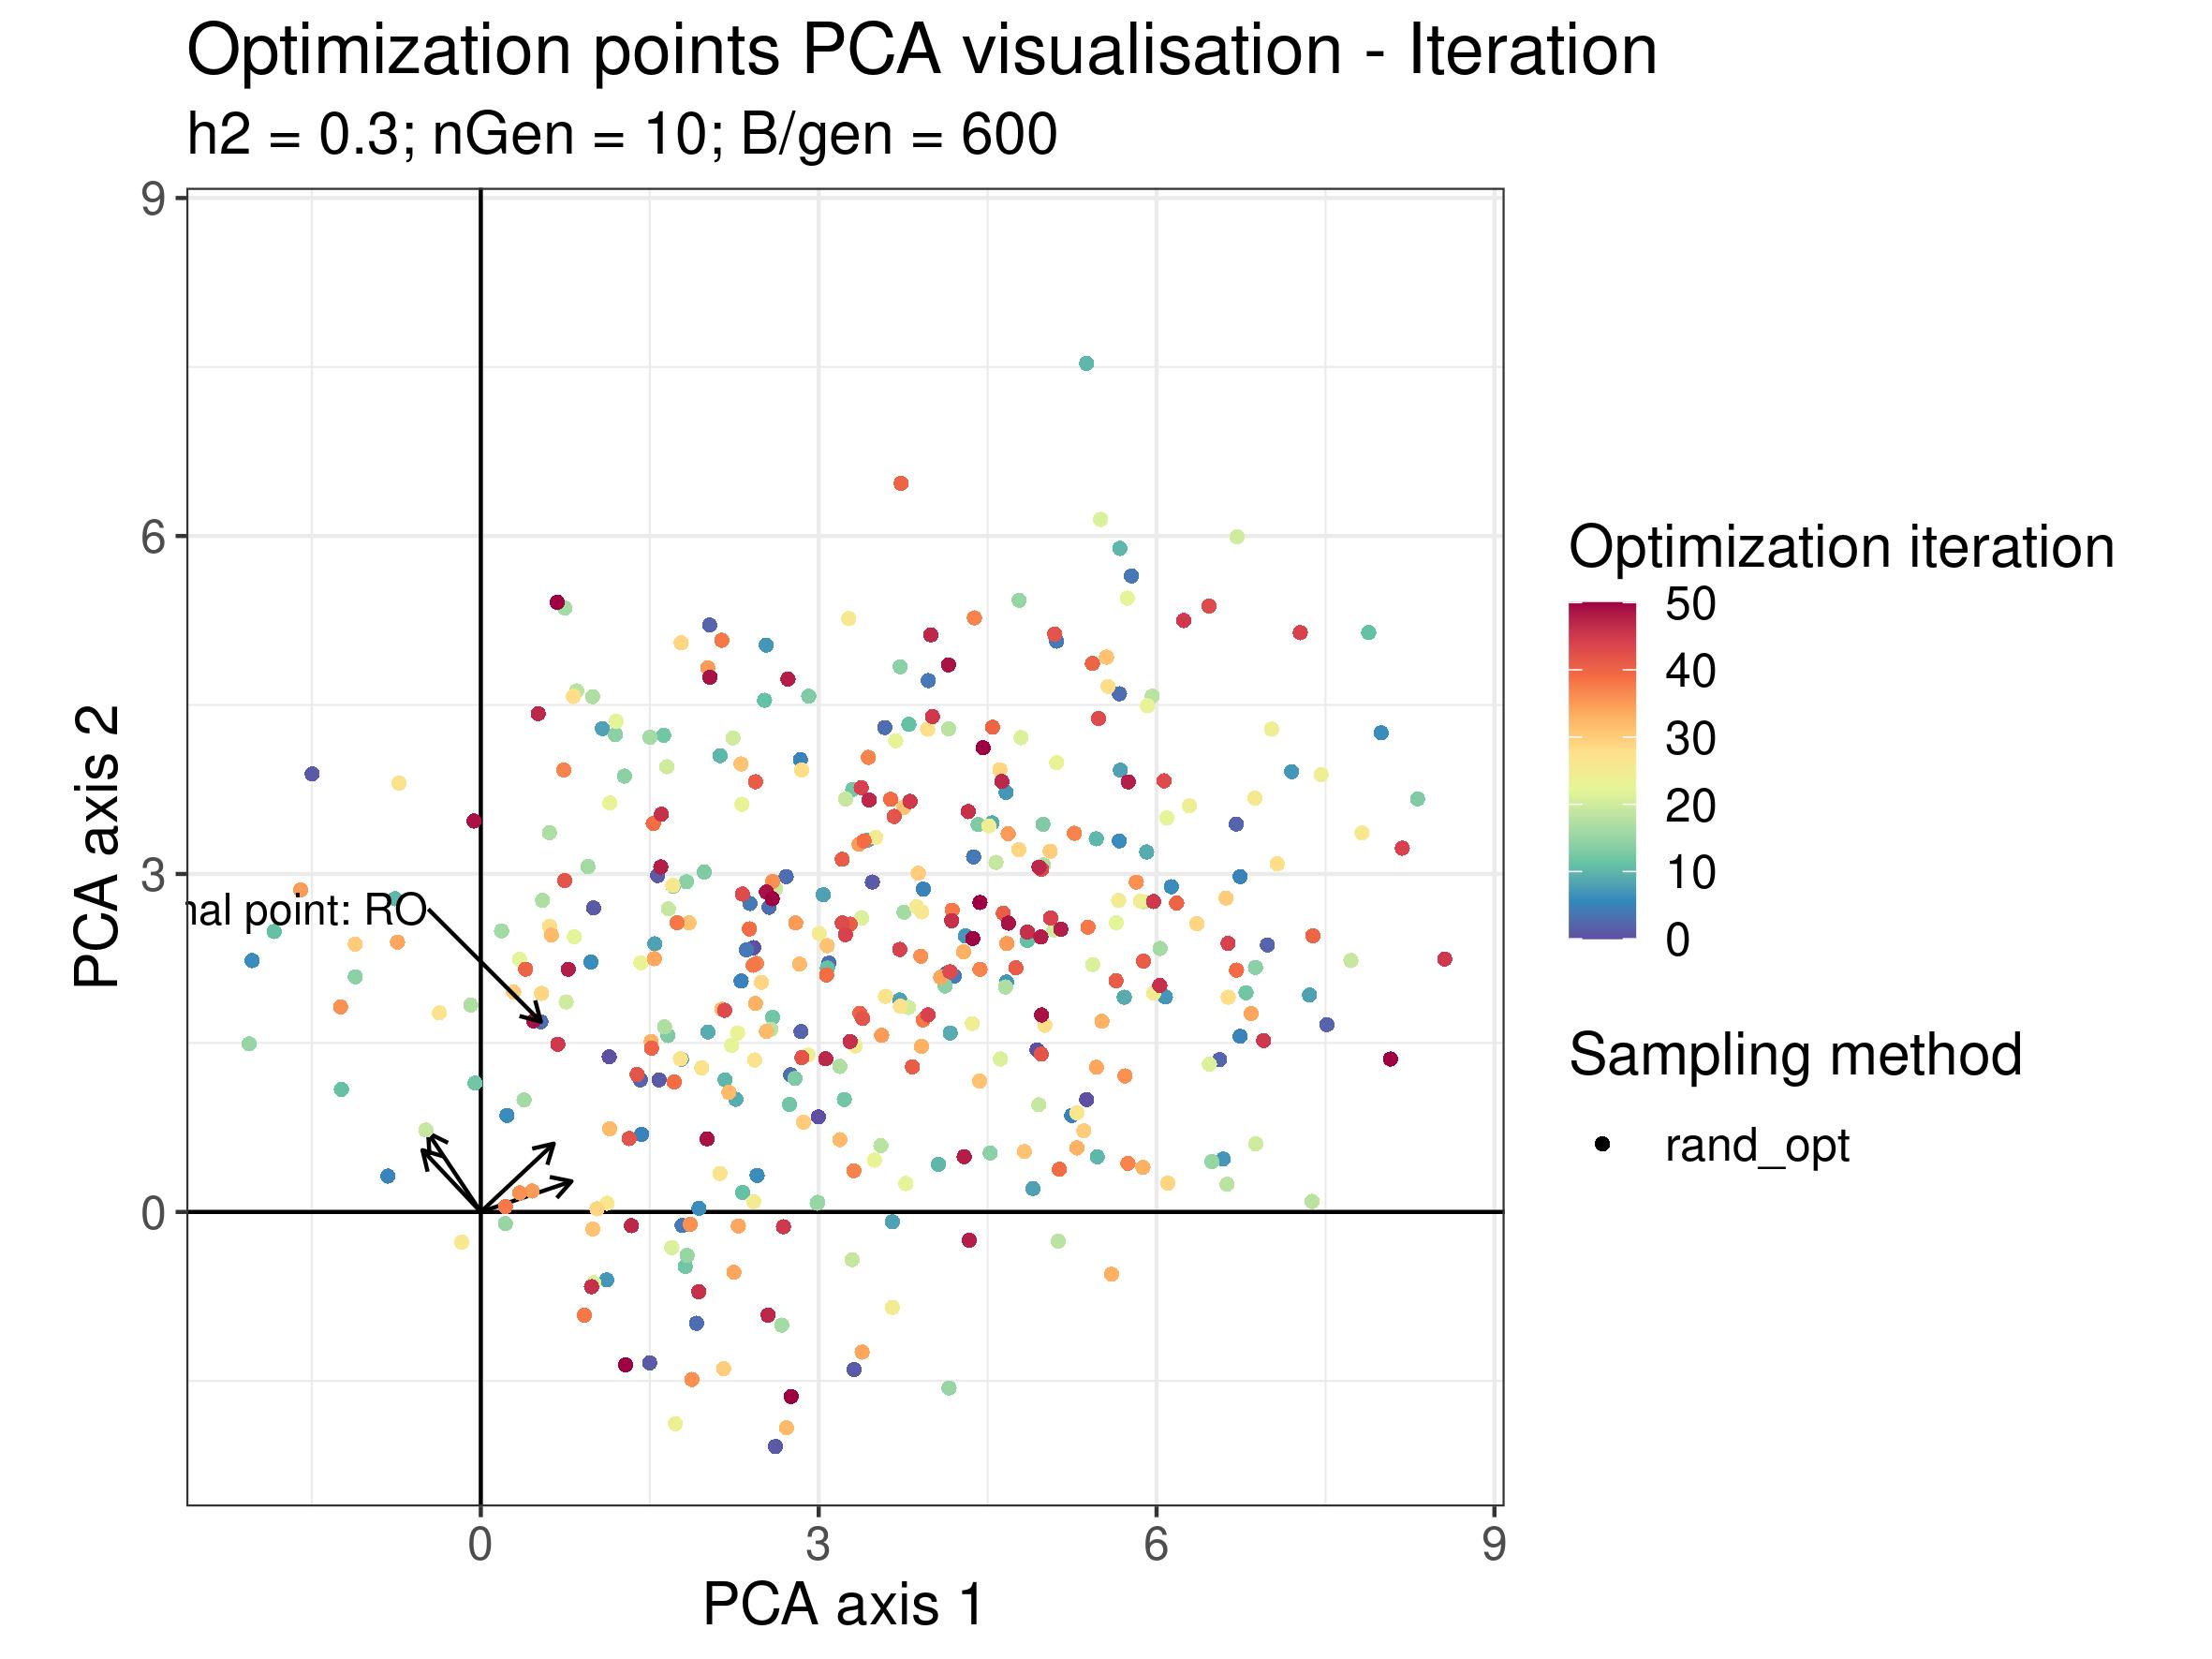 Optimization points PCA visualisation - Iteration
h2 = 0.3; nGen = 10; B/gen = 600
9
6
3
0
PCA axis 2
point: RO
0
3
6
9
PCA axis 1
Optimization iteration
50
40
30
20
10
0
Sampling method
rand_opt